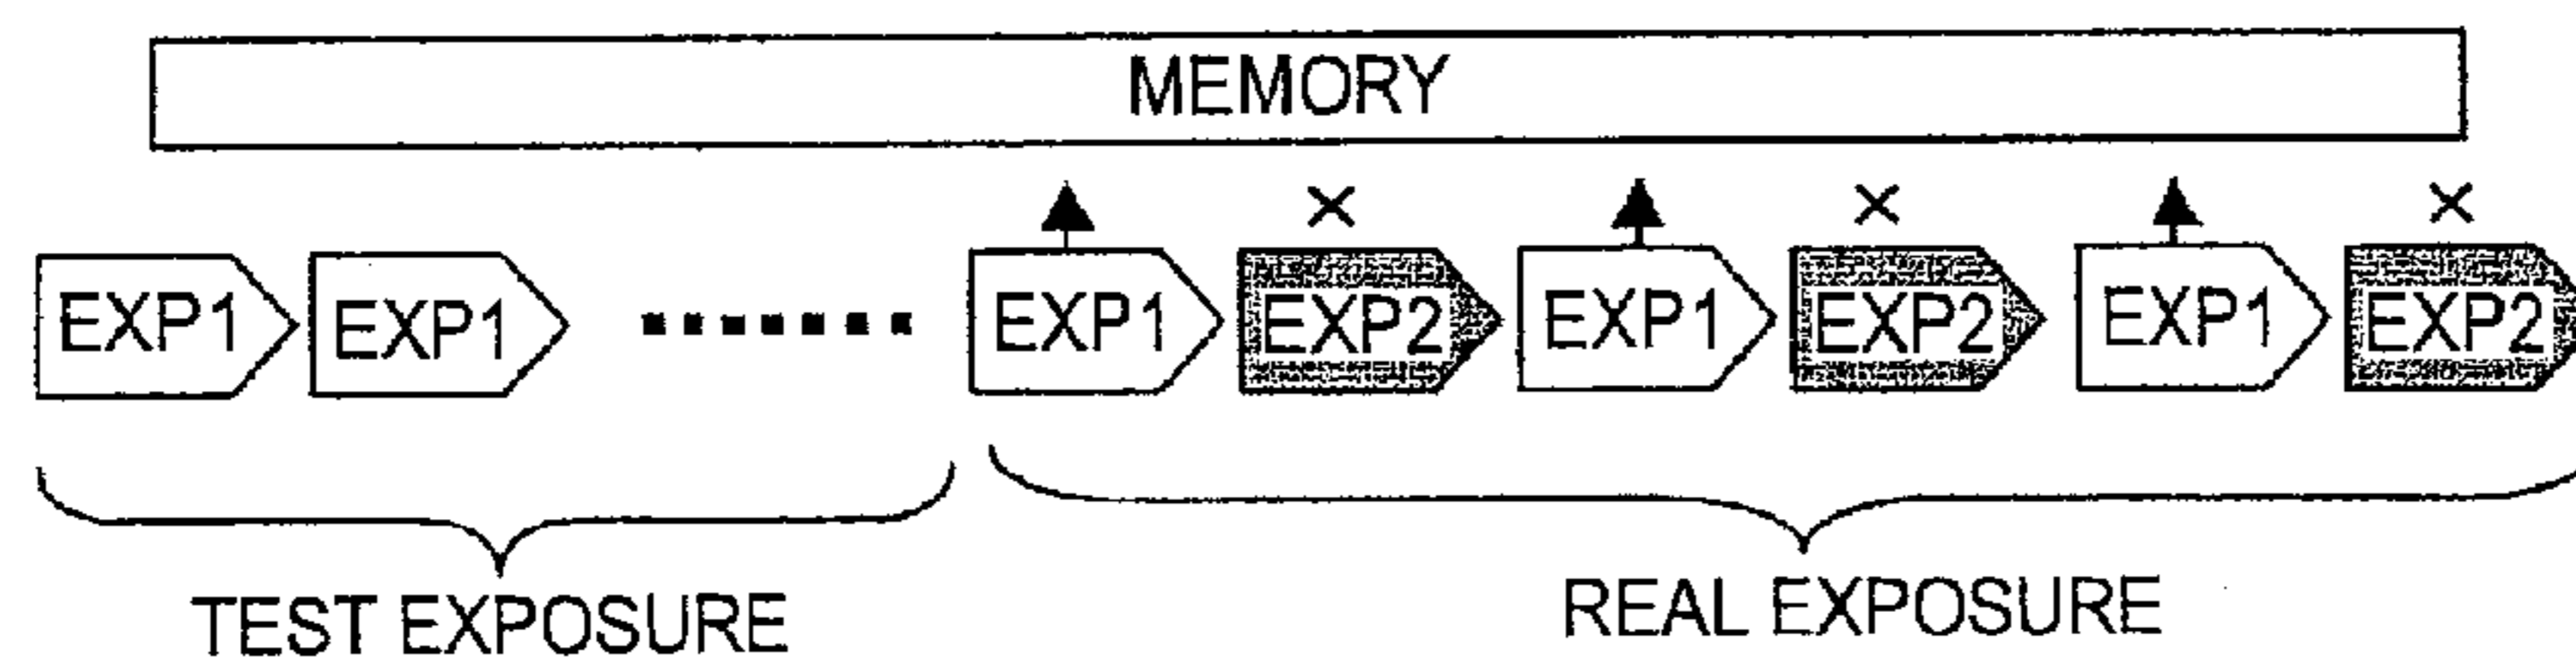 MEMORY
× × ×
EXP1 EXP1 ....... EXP1 EXP2 EXP1 EXP2 EXP1 EXP2
TEST EXPOSURE REAL EXPOSURE